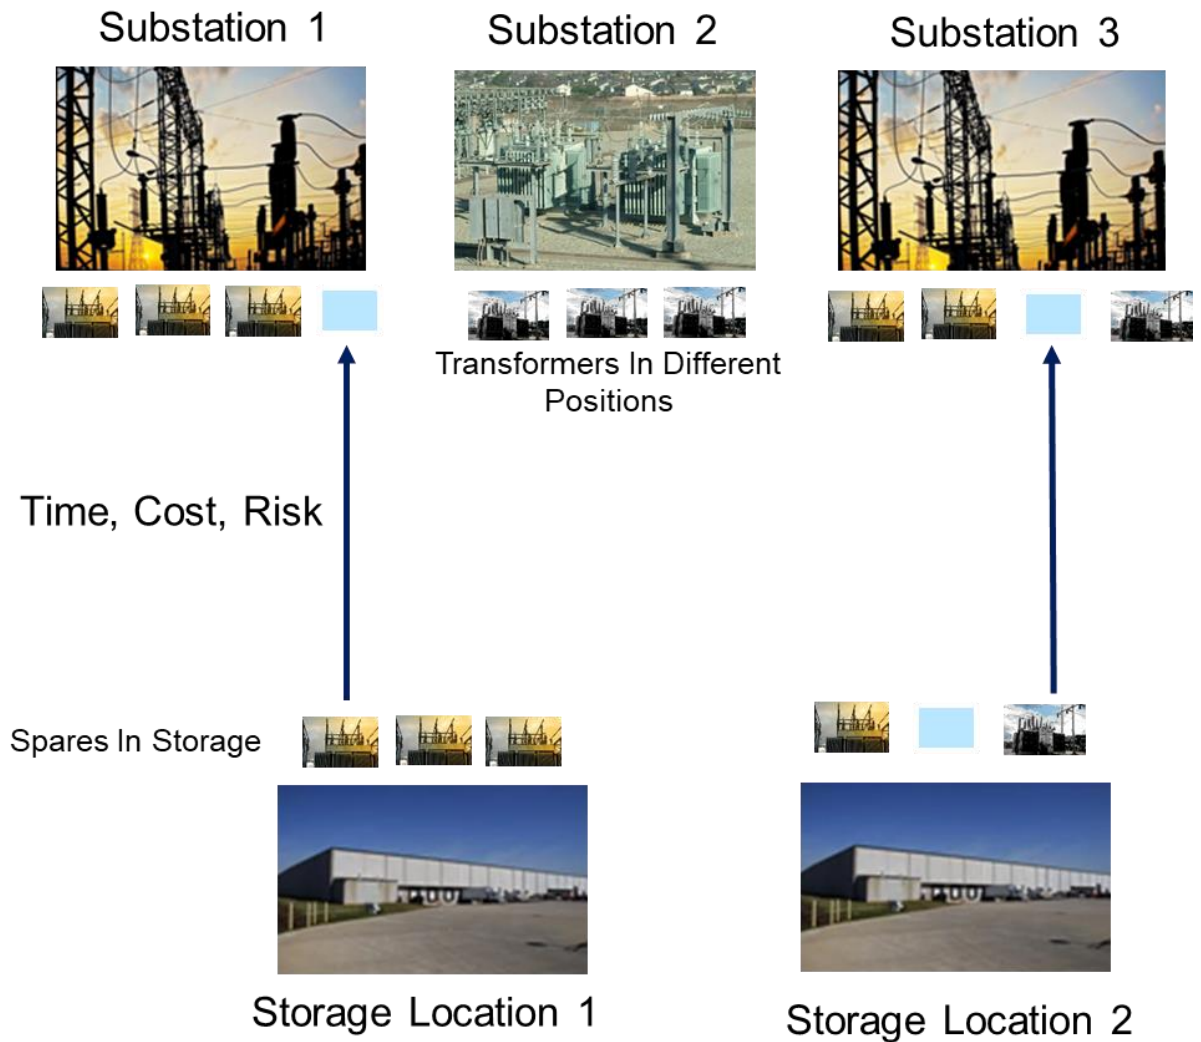 Substation 1
Substation 2
Substation 3
Transformers In Different
Positions
Time, Cost, Risk
Spares In Storage
Storage Location 1
Storage Location 2